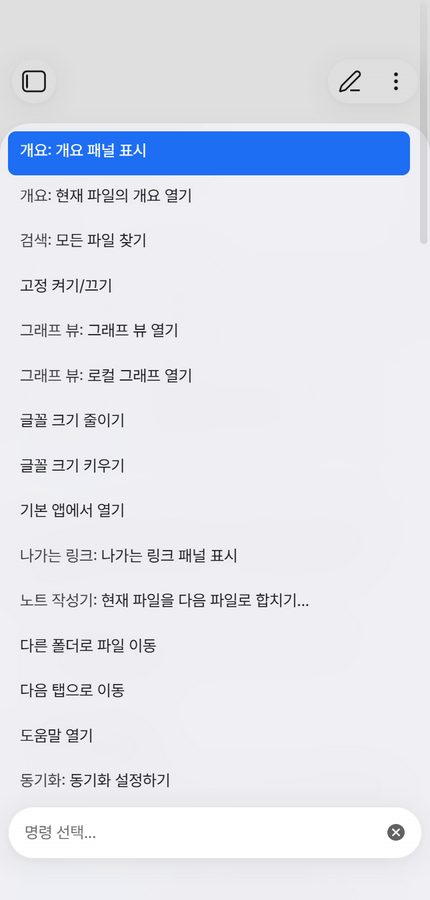 개요: 개요 패널 표시
개요: 현재 파일의 개요 열기
검색: 모든 파일 찾기
고정 켜기/끄기
그래프 뷰: 그래프 뷰 열기
그래프 뷰: 로컬 그래프 열기
글꼴 크기 줄이기
글꼴 크기 키우기
기본 앱에서 열기
나가는 링크: 나가는 링크 패널 표시
노트 작성기: 현재 파일을 다음 파일로 합치기...
다른 폴더로 파일 이동
다음 탭으로 이동
도움말 열기
동기화: 동기화 설정하기
명령 선택...